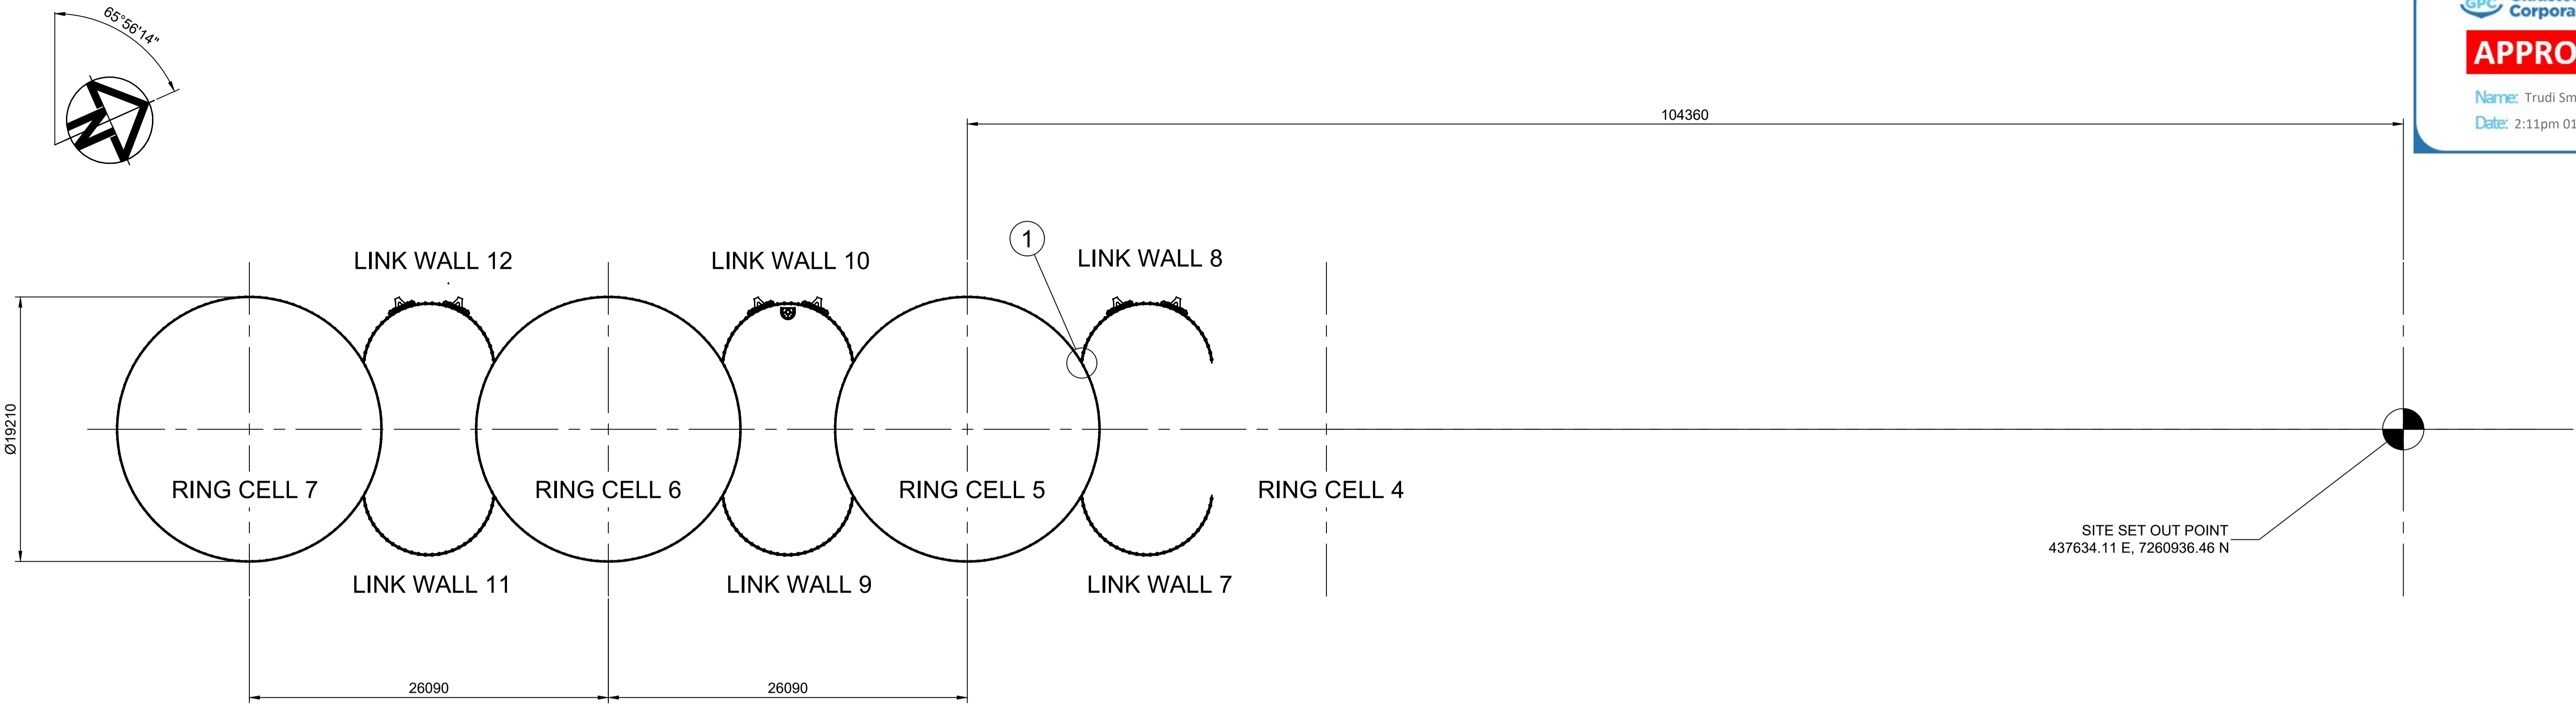 65°56'14"
N
GPC
APPRO
Name: Trudi Sm
Date: 2:11pm 01
104360
1
LINK WALL 12
LINK WALL 10
LINK WALL 8
Ø19210
RING CELL 7
RING CELL 6
RING CELL 5
RING CELL 4
SITE SET OUT POINT
437634.11 E, 7260936.46 N
LINK WALL 11
LINK WALL 9
LINK WALL 7
26090
26090